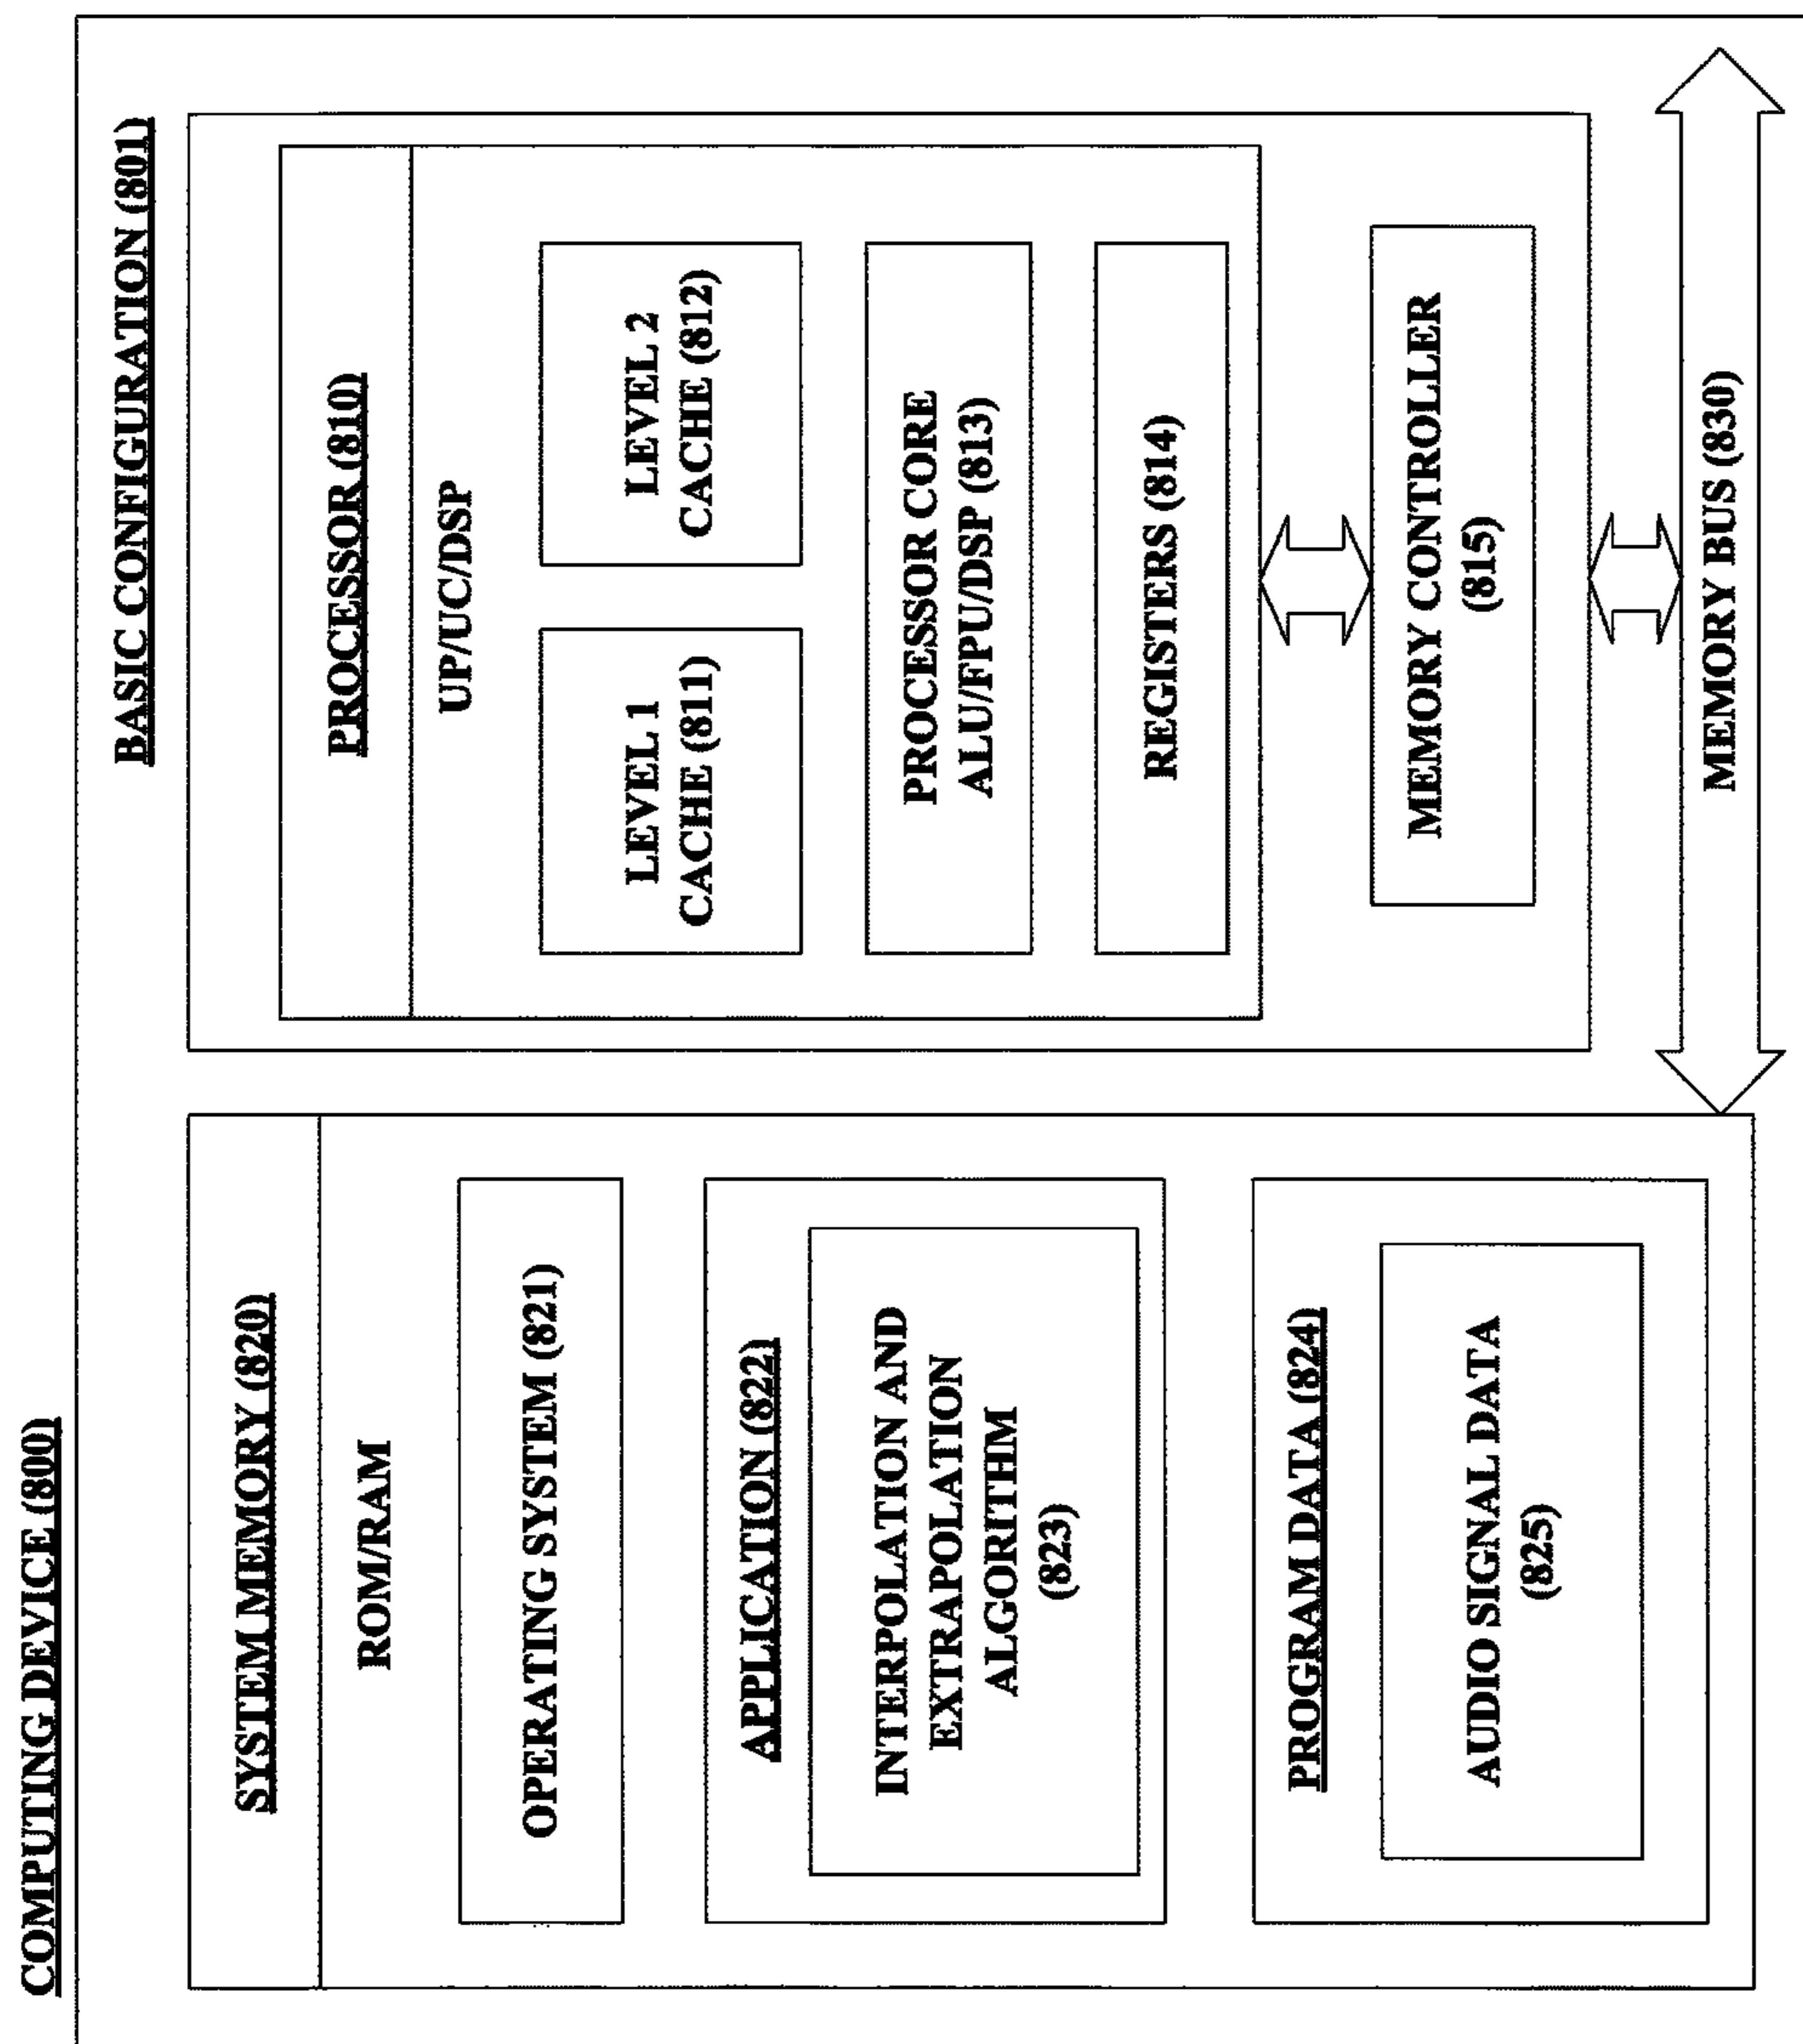 COMPUTING DEVICE (800)
BASIC CONFIGURATION (801)
SYSTEM MEMORY (820)
ROM/RAM
OPERATING SYSTEM (821)
APPLICATION (822)
INTERPOLATION AND
EXTRAPOLATION
ALGORITHM
(823)
PROGRAM DATA (824)
AUDIO SIGNAL DATA
(825)
PROCESSOR (810)
UP/UC/DSP
LEVEL 1
CACHE (811)
LEVEL 2
CACHE (812)
PROCESSOR CORE
ALU/FPU/DSP (813)
REGISTERS (814)
MEMORY CONTROLLER
(815)
MEMORY BUS (830)